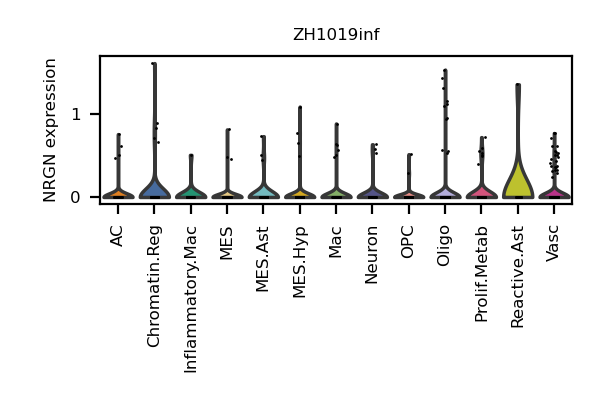 ZH1019inf
NRGN expression
1
0
AC
Chromatin.Reg
Inflammatory.Mac
MES
MES.Ast
MES.Hyp
Mac
Neuron
OPC
Oligo
Prolif.Metab
Reactive.Ast
Vasc